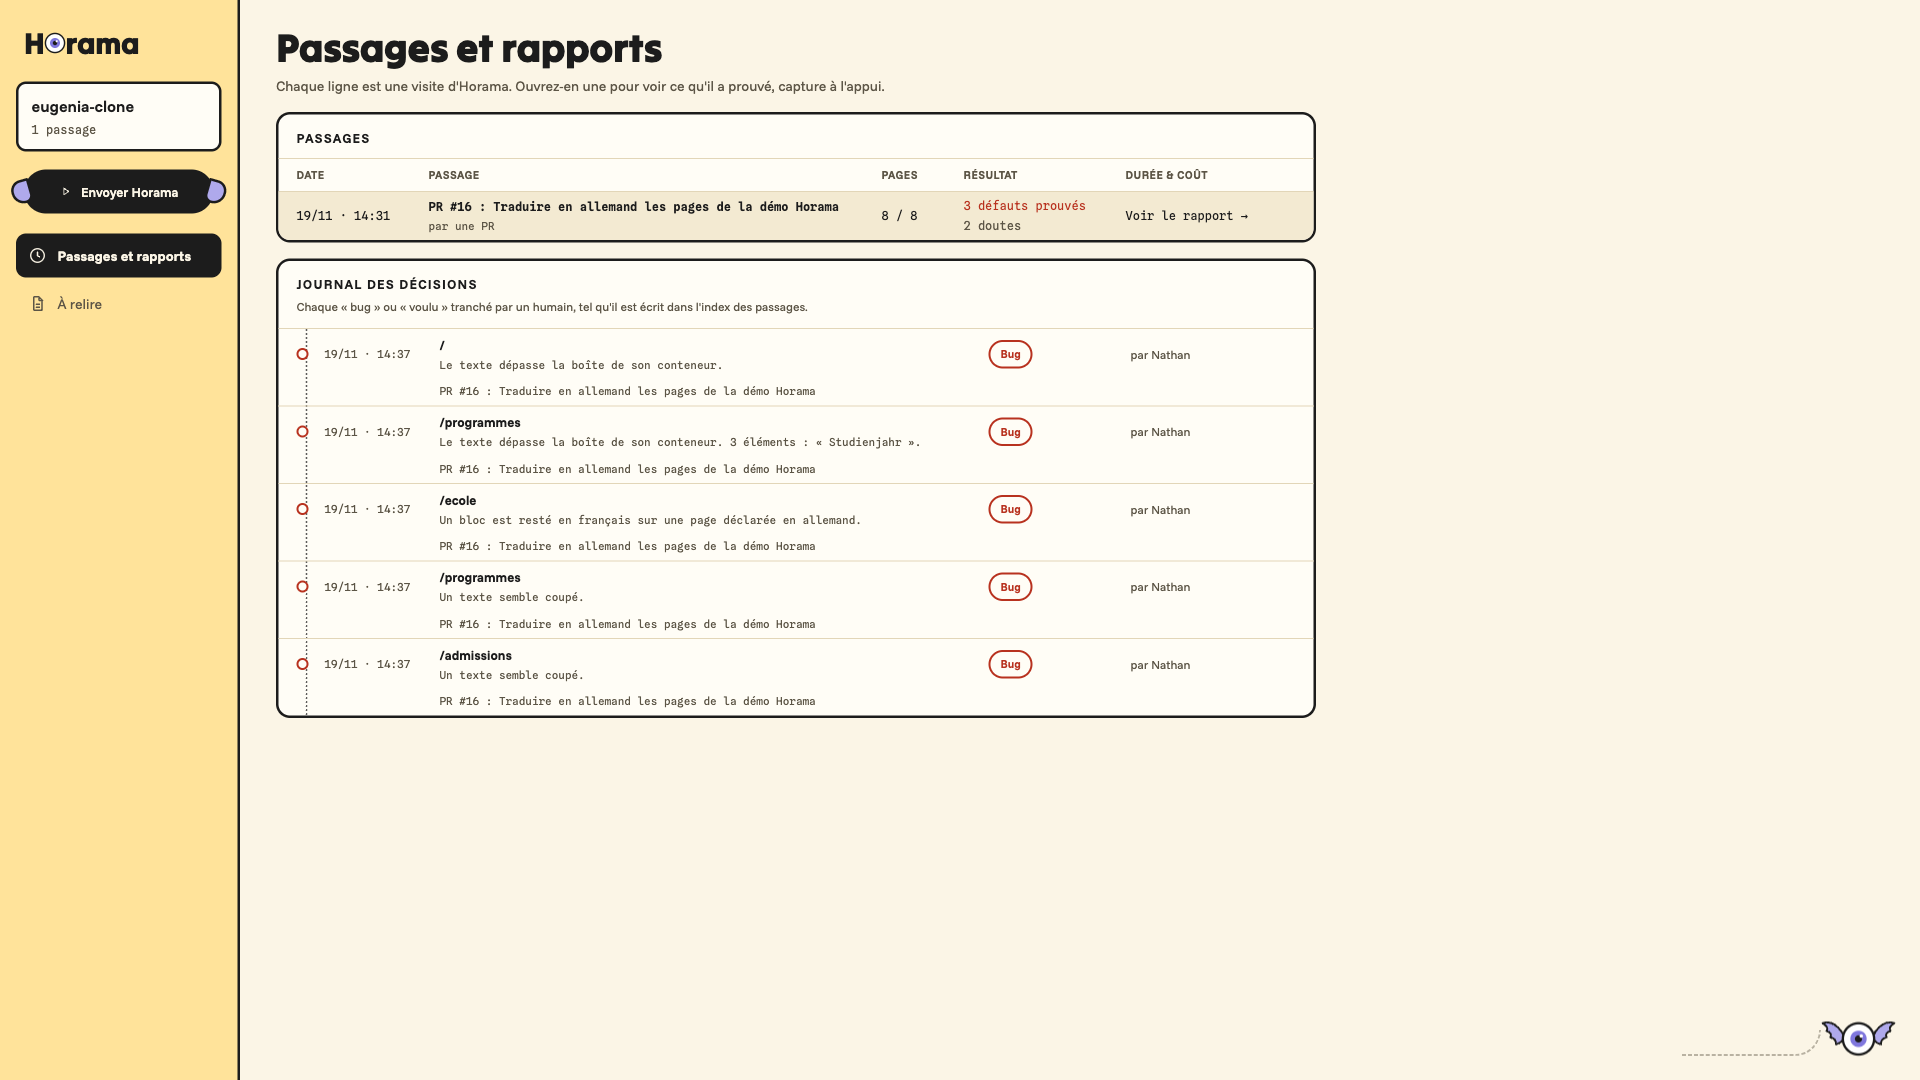 Horama
eugenia-clone
1 passage
Envoyer Horama
Passages et rapports
À relire
Passages et rapports
Chaque ligne est une visite d'Horama. Ouvrez-en une pour voir ce qu'il a prouvé, capture à l'appui.
PASSAGES
DATE PASSAGE PAGES RÉSULTAT DURÉE & COÛT
19/11 · 14:31 PR #16 : Traduire en allemand les pages de la démo Horama 8 / 8 3 défauts prouvés Voir le rapport →
par une PR 2 doutes
JOURNAL DES DÉCISIONS
Chaque « bug » ou « voulu » tranché par un humain, tel qu'il est écrit dans l'index des passages.
19/11 · 14:37 / Bug par Nathan
Le texte dépasse la boîte de son conteneur.
PR #16 : Traduire en allemand les pages de la démo Horama
19/11 · 14:37 /programmes Bug par Nathan
Le texte dépasse la boîte de son conteneur. 3 éléments : « Studienjahr ».
PR #16 : Traduire en allemand les pages de la démo Horama
19/11 · 14:37 /ecole Bug par Nathan
Un bloc est resté en français sur une page déclarée en allemand.
PR #16 : Traduire en allemand les pages de la démo Horama
19/11 · 14:37 /programmes Bug par Nathan
Un texte semble coupé.
PR #16 : Traduire en allemand les pages de la démo Horama
19/11 · 14:37 /admissions Bug par Nathan
Un texte semble coupé.
PR #16 : Traduire en allemand les pages de la démo Horama